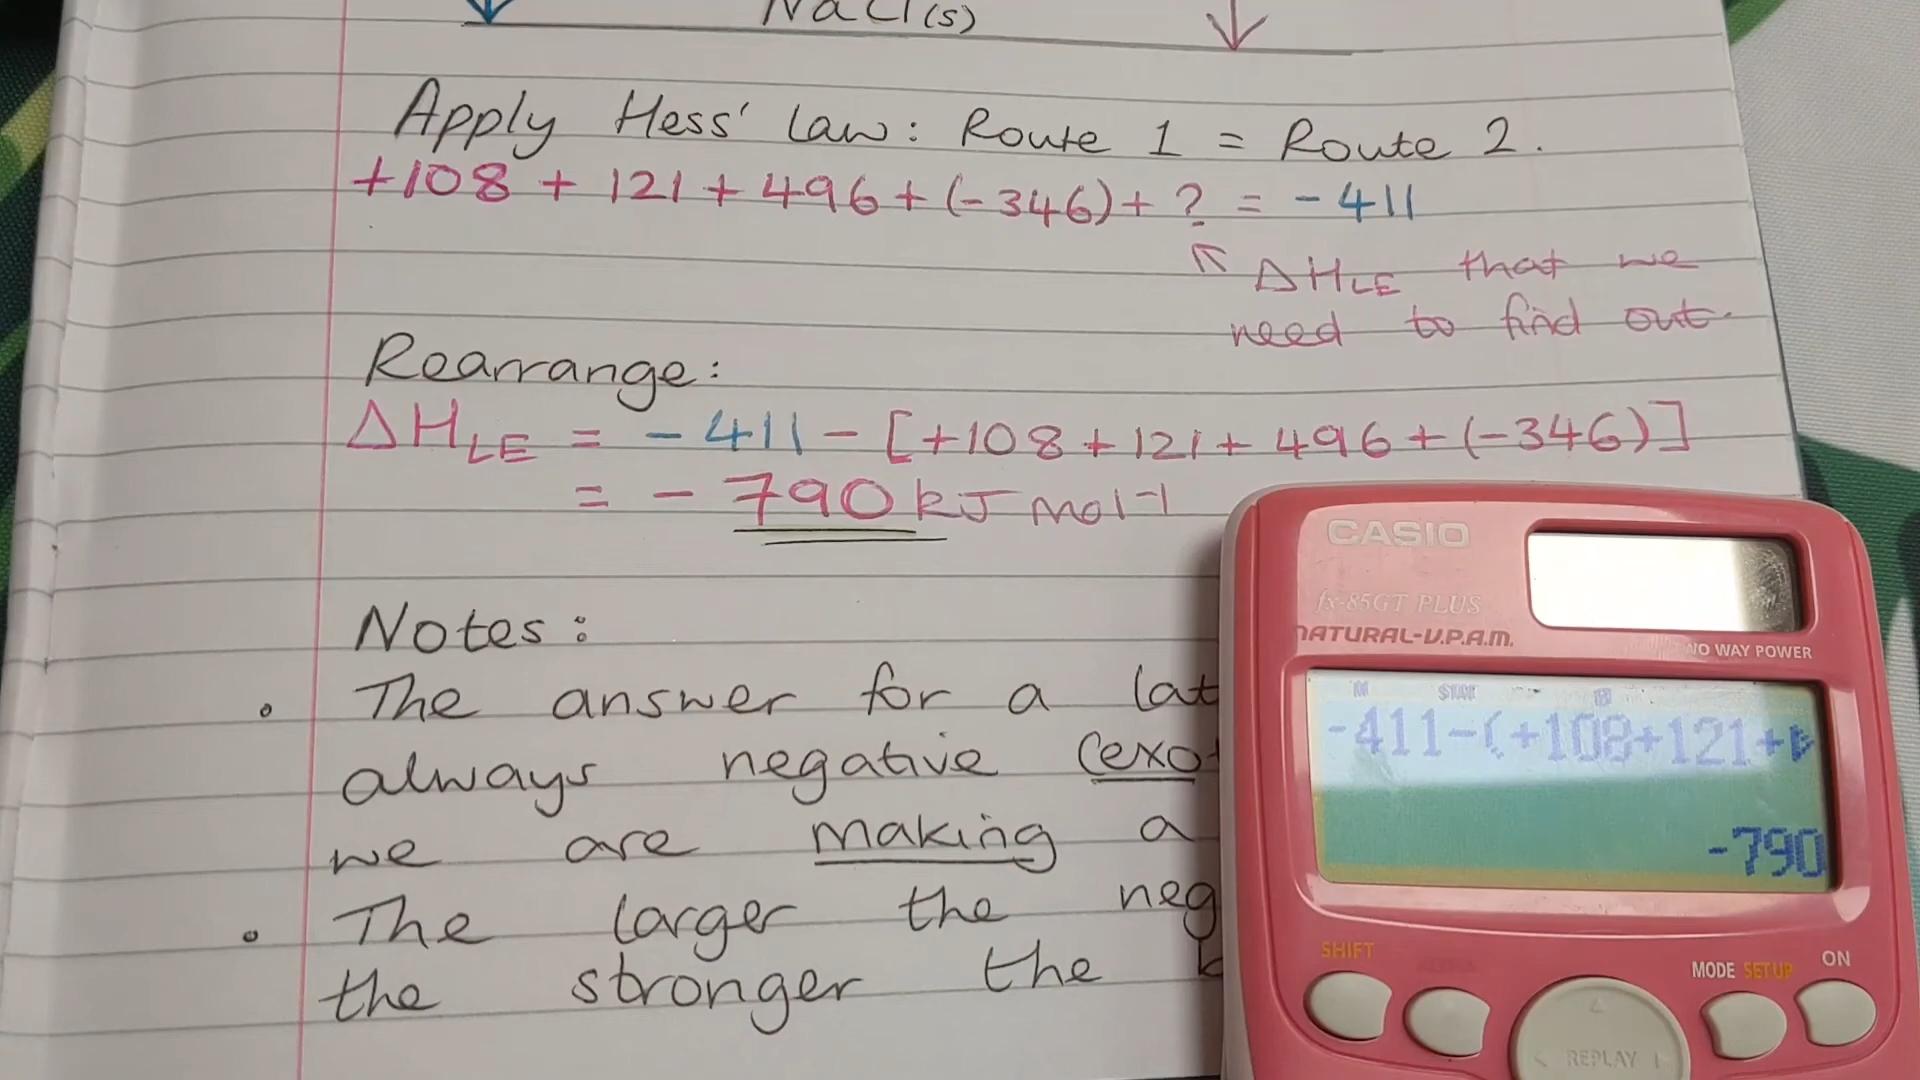 NaCl(s)
Apply Hess' Law: Route 1 = Route 2.
+108 + 121 + 496 + (-346) + ? = -411
ΔHLE that we
need to find out.
Rearrange:
ΔHLE = -411 - [+108 + 121 + 496 + (-346)]
= -790 kJ mol-1
Notes:
• The answer for a lat
always negative (exo
we are making a
• The larger the neg
the stronger the
CASIO
fx-85GT PLUS
NATURAL-V.P.A.M.
TWO WAY POWER
M STAT D
-411-(+108+121+
-790
SHIFT
MODE SETUP ON
REPLAY